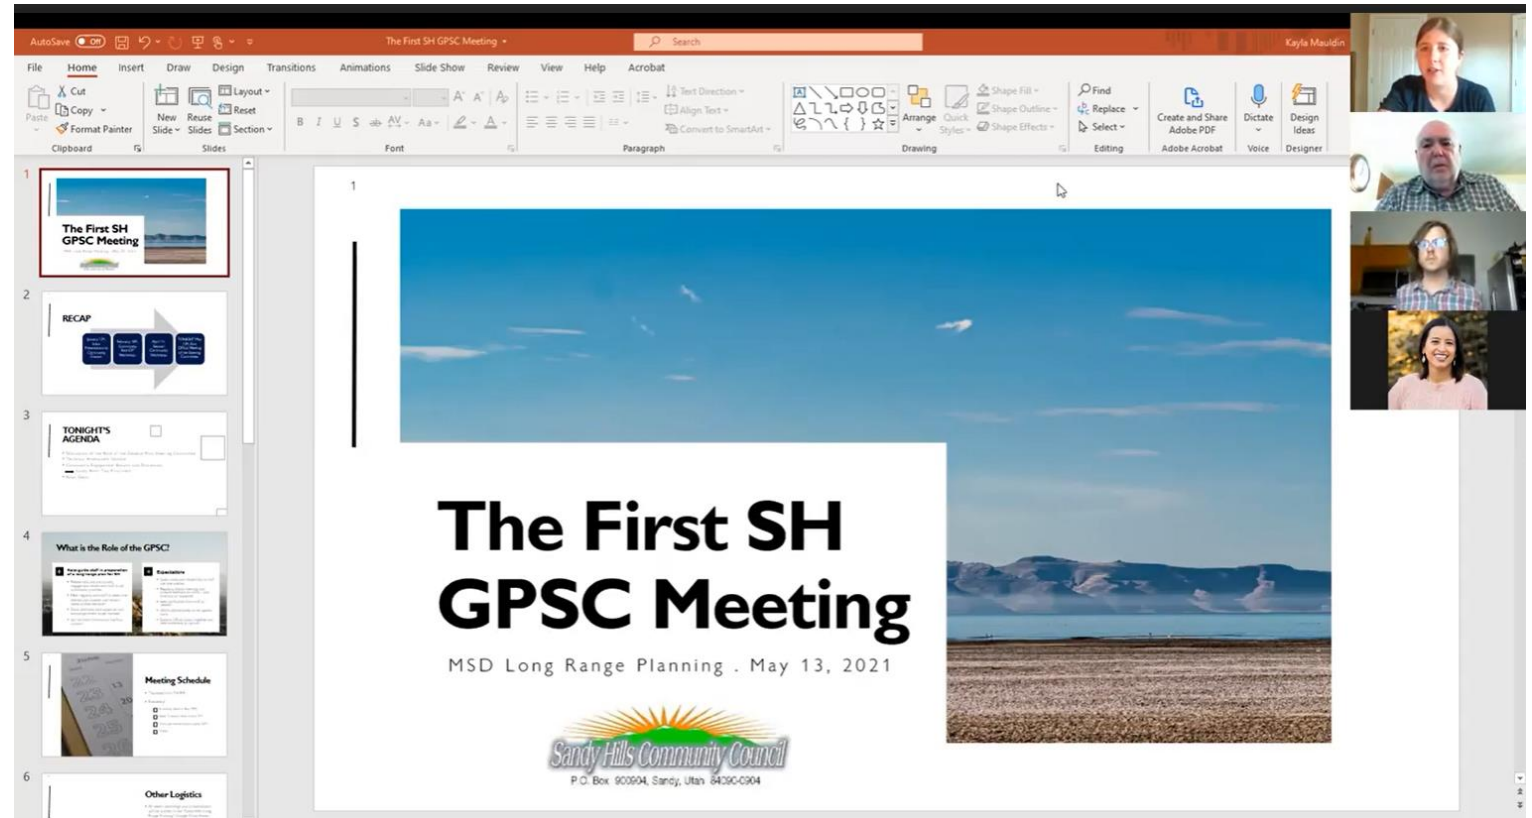 AutoSave Off The First SH GPSC Meeting Search Kayla Mauldin
File Home Insert Draw Design Transitions Animations Slide Show Review View Help Acrobat
Paste
Cut
Copy
Format Painter
Clipboard
New Slide
Reuse Slides
Layout
Reset
Section
Slides
B I U S ab AV Aa A
Font
Text Direction
Align Text
Convert to SmartArt
Paragraph
Arrange
Quick Styles
Shape Fill
Shape Outline
Shape Effects
Drawing
Find
Replace
Select
Editing
Create and Share
Adobe PDF
Adobe Acrobat
Dictate
Voice
Design
Ideas
Designer
1
The First SH
GPSC Meeting
2
RECAP
3
TONIGHT'S
AGENDA
4
What is the Role of the GPSC?
Expectations
5
Meeting Schedule
6
Other Logistics
1
The First SH
GPSC Meeting
MSD Long Range Planning . May 13, 2021
Sandy Hills Community Council
P.O. Box 900904, Sandy, Utah 84090-0904